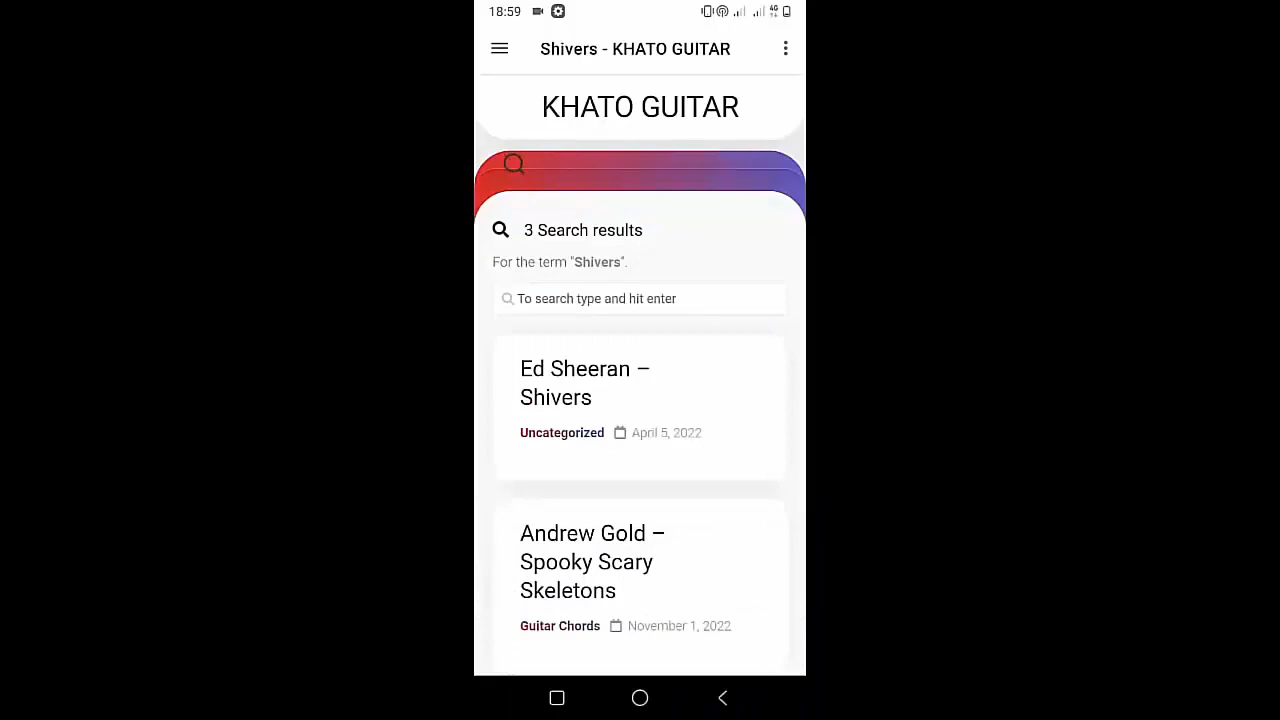 18:59
4G
Shivers - KHATO GUITAR
KHATO GUITAR
3 Search results
For the term "Shivers".
To search type and hit enter
Ed Sheeran –
Shivers
Uncategorized April 5, 2022
Andrew Gold –
Spooky Scary
Skeletons
Guitar Chords November 1, 2022